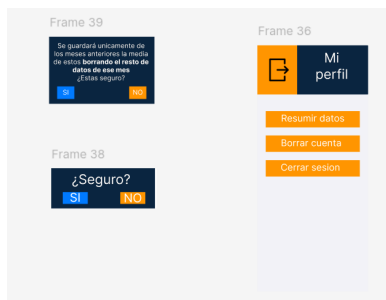 Frame 39
Se guardará unicamente de
los meses anteriores la media
de estos borrando el resto de
datos de ese mes
¿Estas seguro?
SI NO
Frame 38
¿Seguro?
SI NO
Frame 36
Mi
perfil
Resumir datos
Borrar cuenta
Cerrar sesion